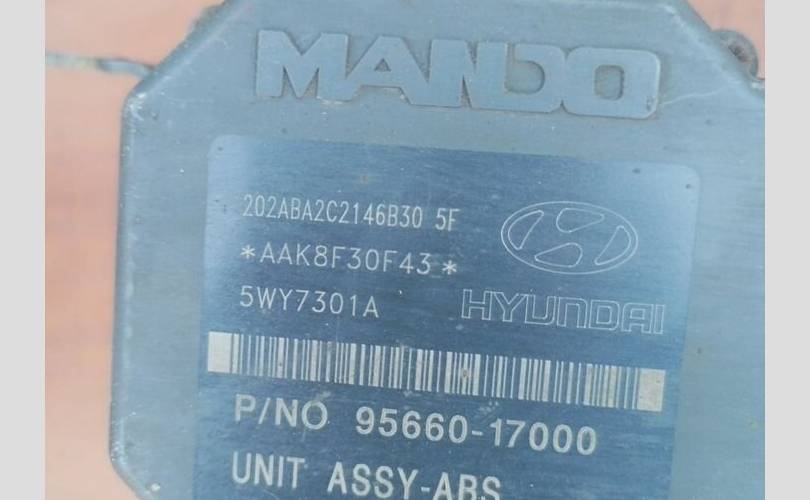 MANDO
202ABA2C2146B30 5F
*AAK8F30F43*
5WY7301A
HYUNDAI
P/NO 95660-17000
UNIT ASSY-ABS